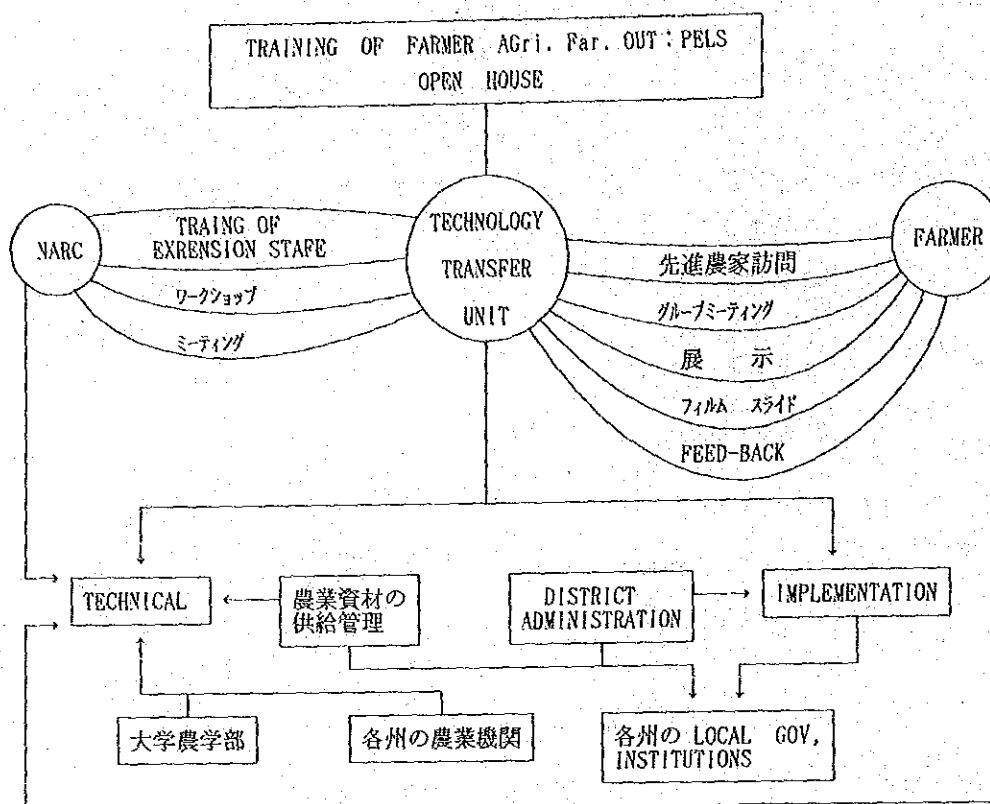 TRAINING OF FARMER AGri. Far. OUT:PELS
OPEN HOUSE
NARC
TRAING OF
EXRENSION STAFE
ワークショップ
ミーティング
TECHNOLOGY
TRANSFER
UNIT
FARMER
先進農家訪問
グループミーティング
展 示
フィルム スライド
FEED-BACK
TECHNICAL
農業資材の
供給管理
DISTRICT
ADMINISTRATION
IMPLEMENTATION
大学農学部
各州の農業機関
各州の LOCAL GOV,
INSTITUTIONS